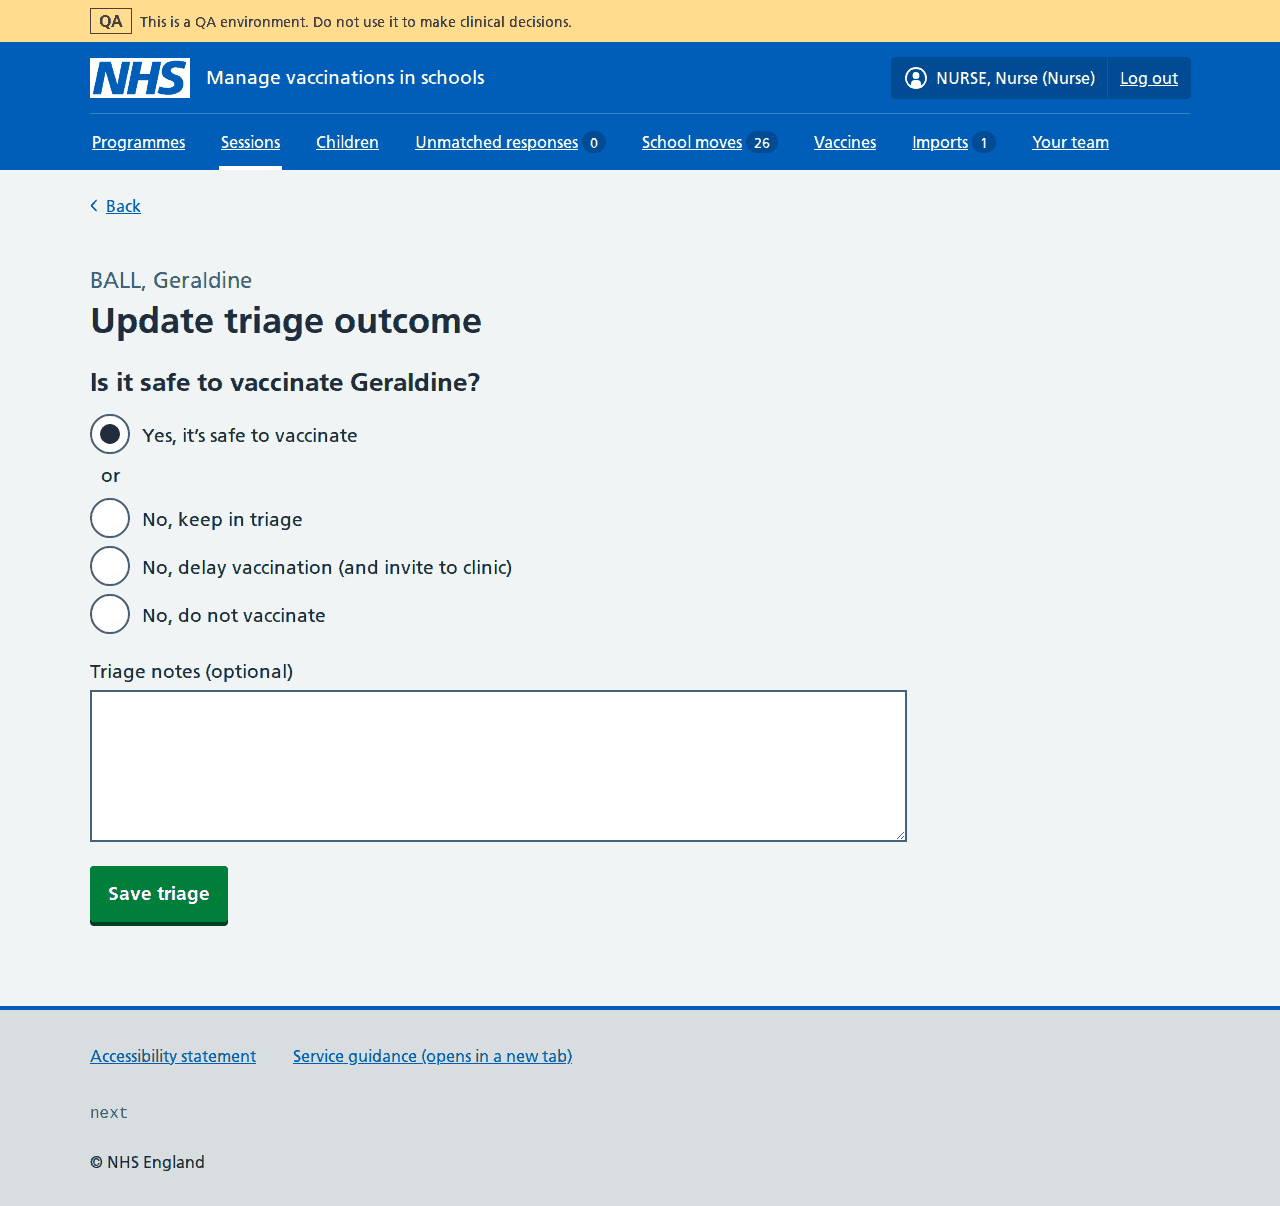 QA This is a QA environment. Do not use it to make clinical decisions.
NHS Manage vaccinations in schools NURSE, Nurse (Nurse) Log out
Programmes Sessions Children Unmatched responses 0 School moves 26 Vaccines Imports 1 Your team
Back
BALL, Geraldine
Update triage outcome
Is it safe to vaccinate Geraldine?
Yes, it’s safe to vaccinate
or
No, keep in triage
No, delay vaccination (and invite to clinic)
No, do not vaccinate
Triage notes (optional)
Save triage
Accessibility statement Service guidance (opens in a new tab)
next
© NHS England